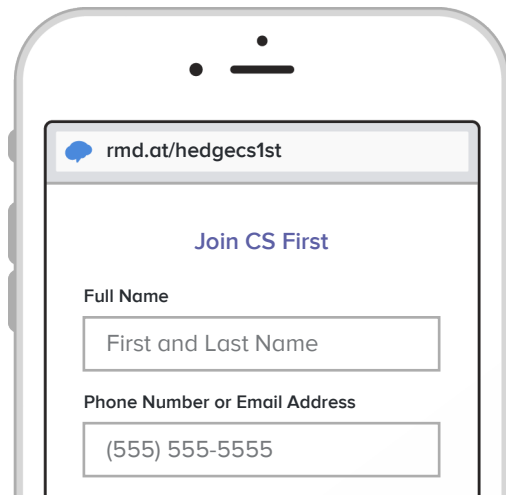 rmd.at/hedgecs1st
Join CS First
Full Name
First and Last Name
Phone Number or Email Address
(555) 555-5555